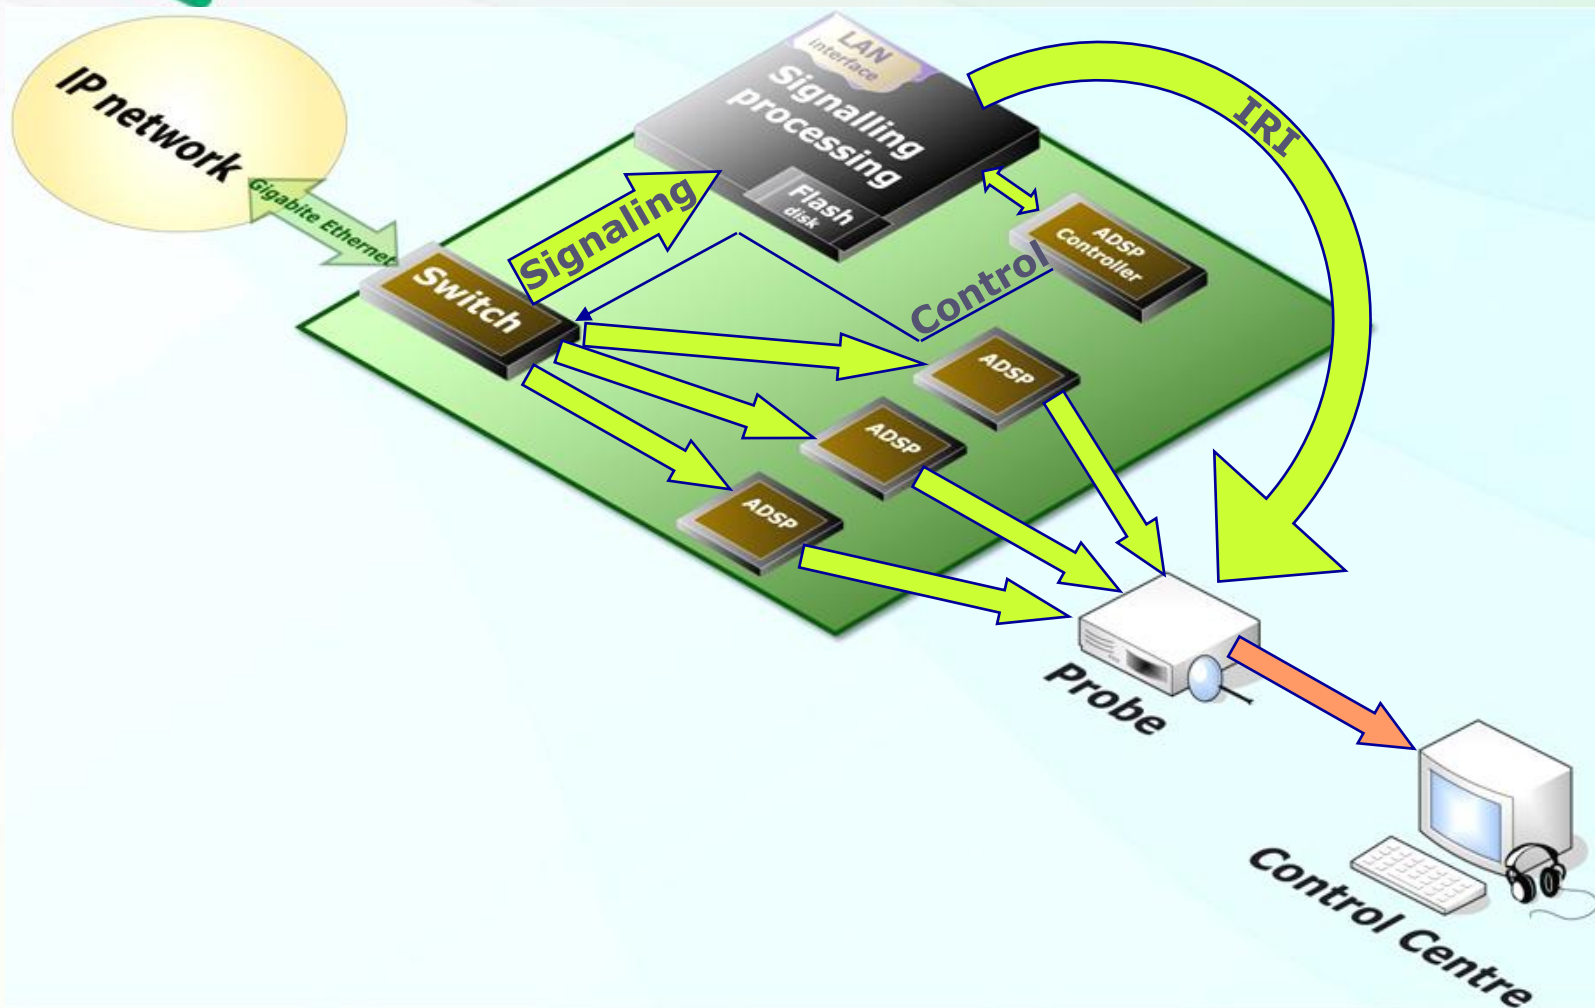 IP network
Gigabite Ethernet
LAN
interface
Signalling
processing
Flash
disk
IRI
Signaling
Switch
ADSP
Controller
Control
ADSP
ADSP
ADSP
Probe
Control Centre